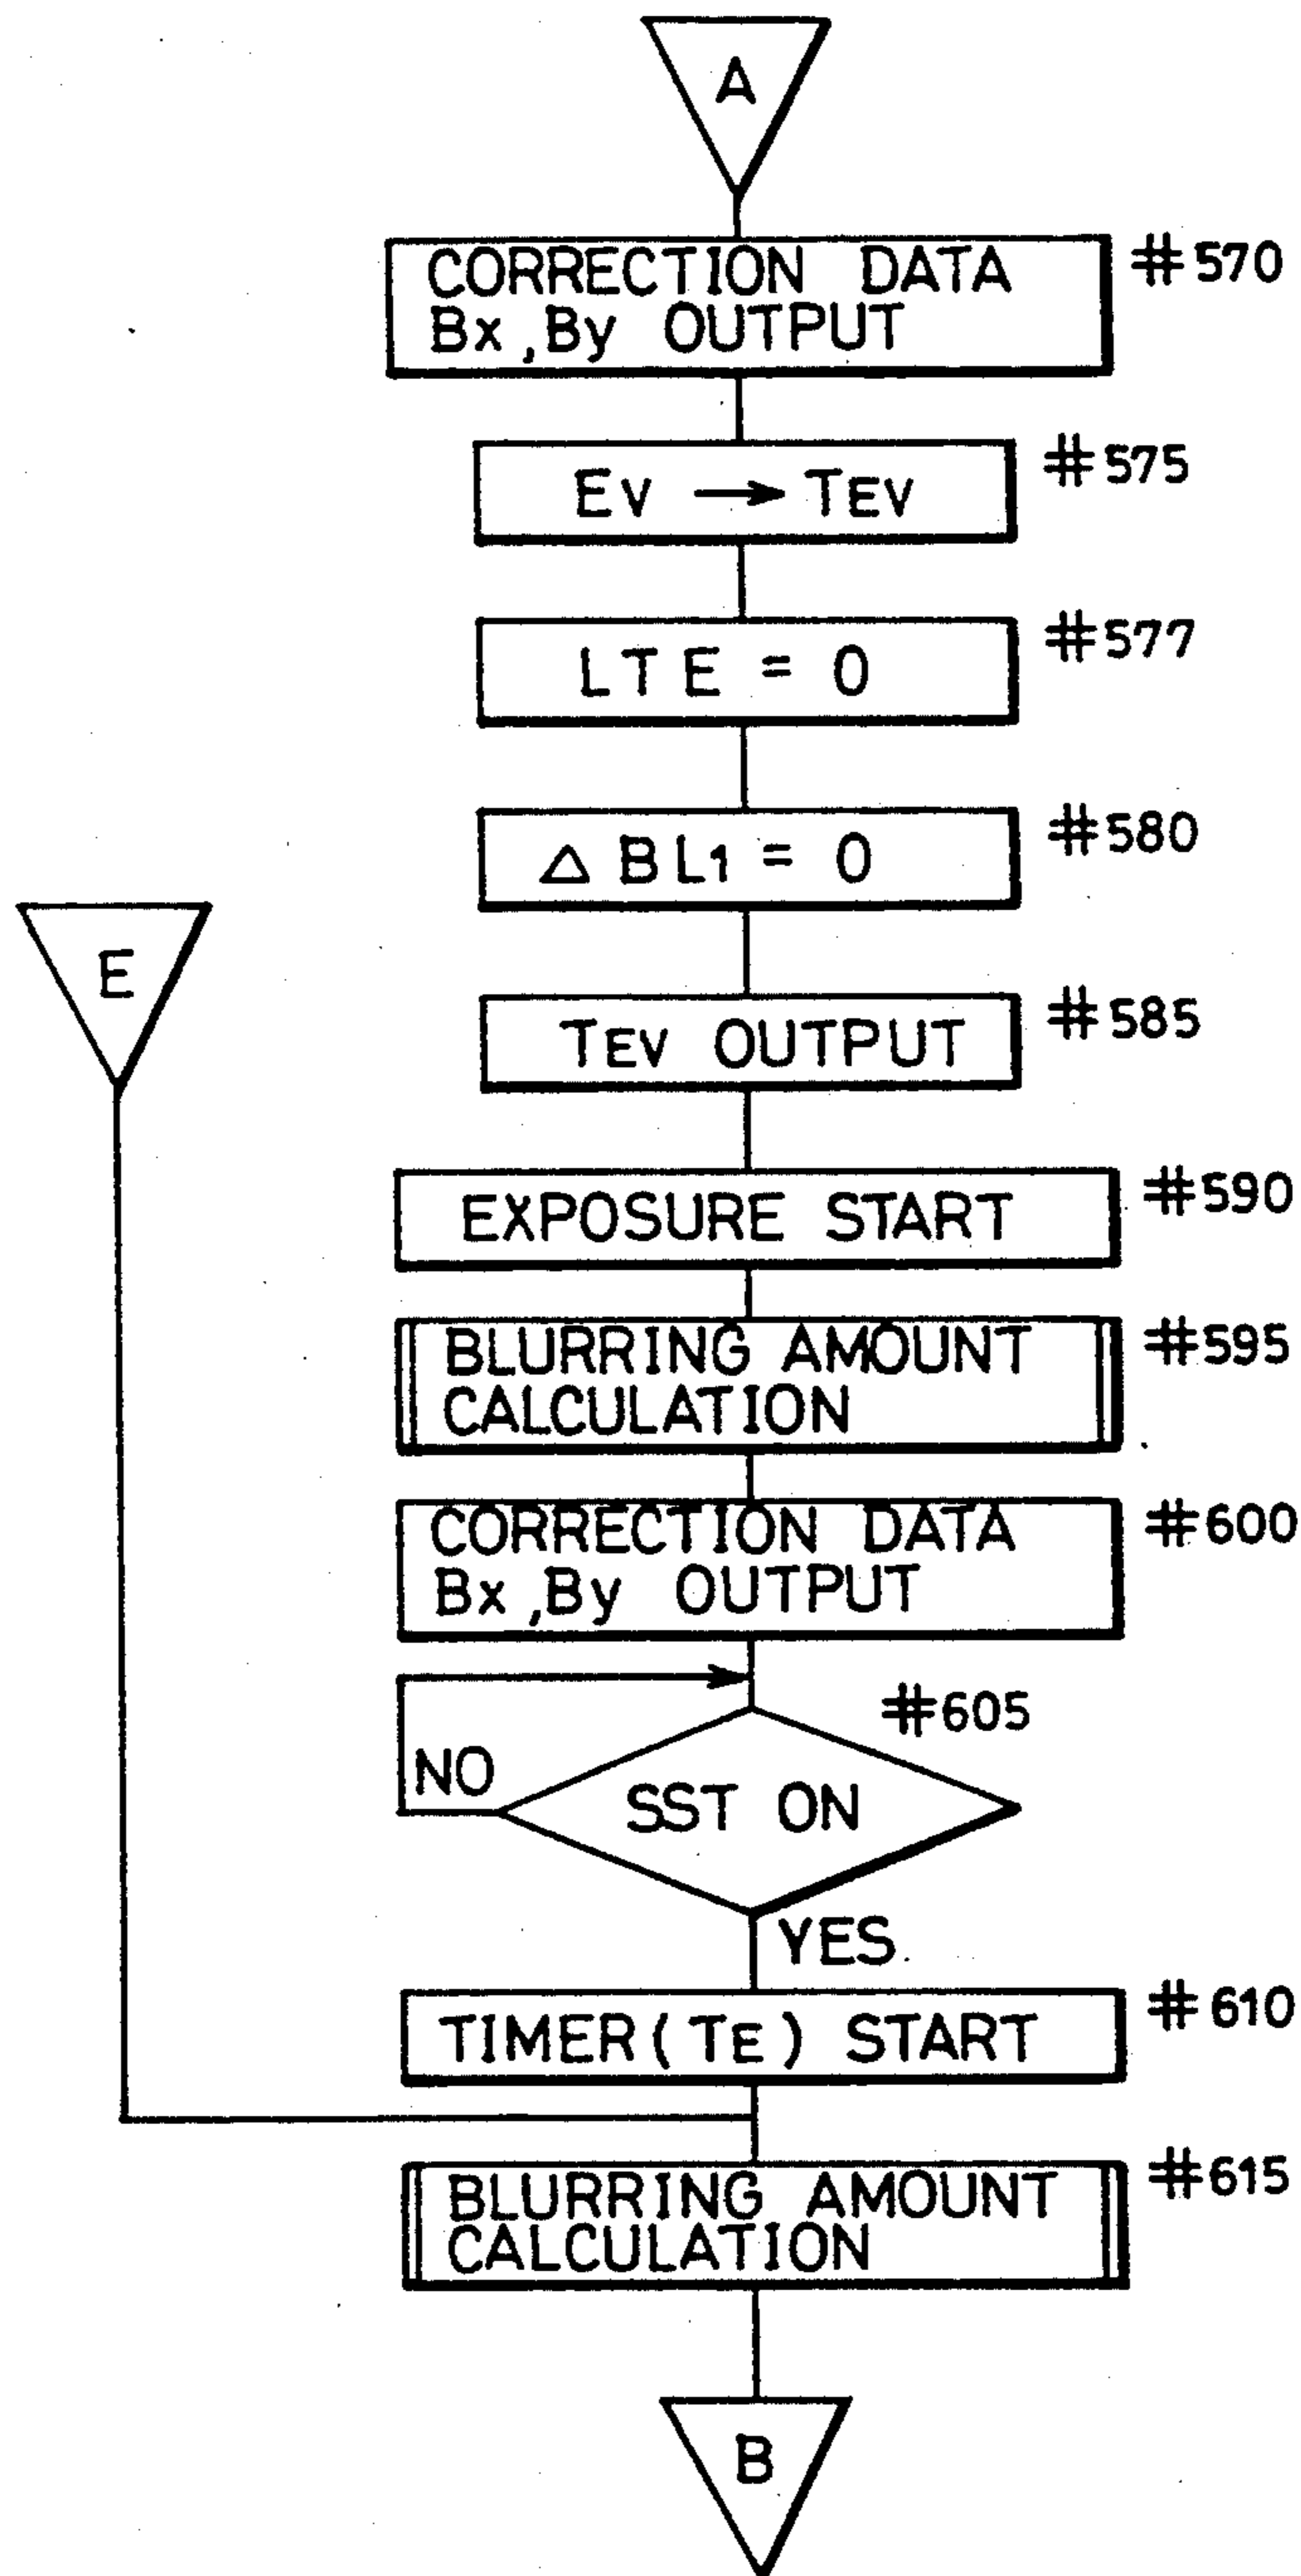 A
CORRECTION DATA #570
Bx,By OUTPUT
EV → TEV #575
LTE = 0 #577
△BL1 = 0 #580
E
TEV OUTPUT #585
EXPOSURE START #590
BLURRING AMOUNT #595
CALCULATION
CORRECTION DATA #600
Bx,By OUTPUT
#605
NO
SST ON
YES
TIMER(TE) START #610
BLURRING AMOUNT #615
CALCULATION
B